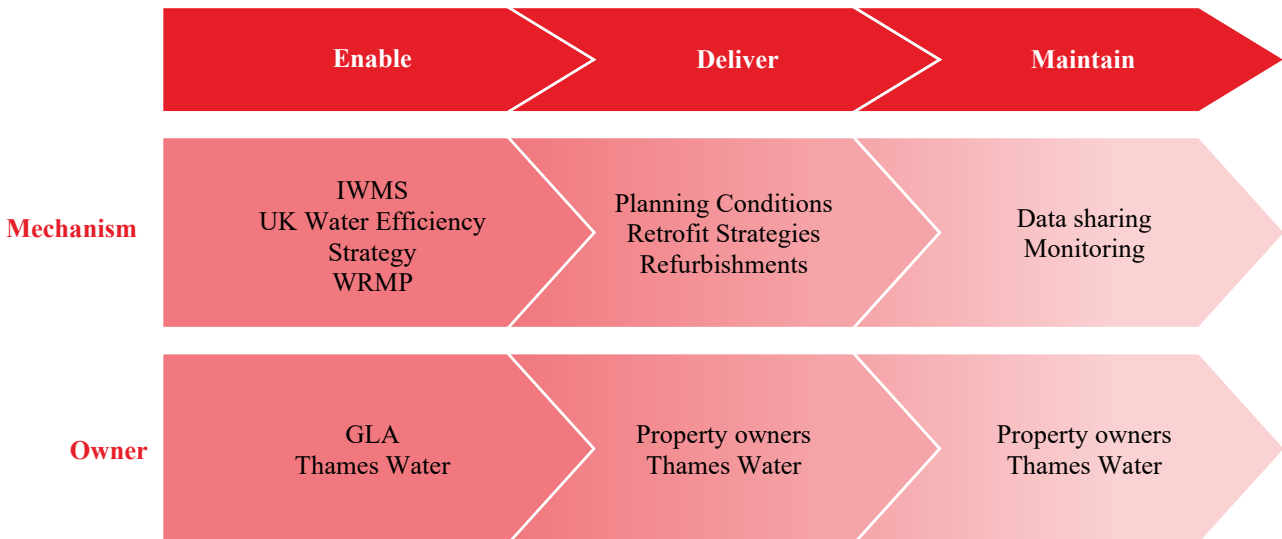 Enable
Deliver
Maintain
Mechanism
IWMS
UK Water Efficiency
Strategy
WRMP
Planning Conditions
Retrofit Strategies
Refurbishments
Data sharing
Monitoring
Owner
GLA
Thames Water
Property owners
Thames Water
Property owners
Thames Water